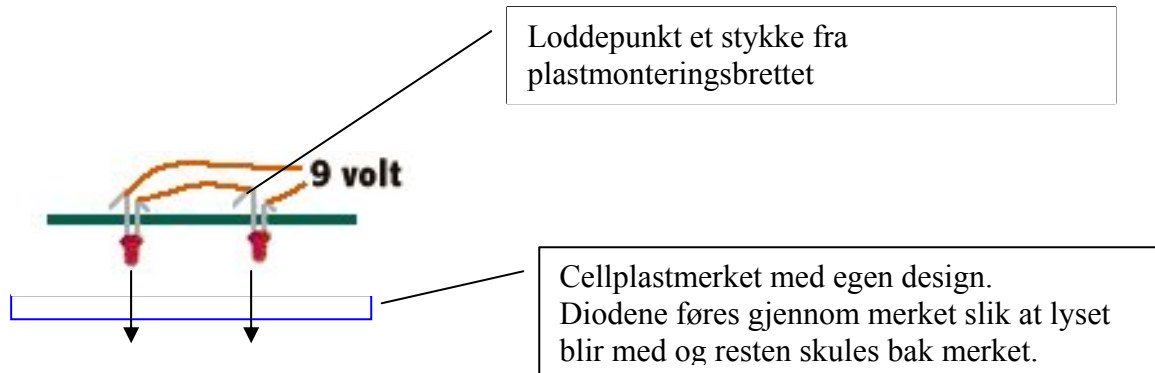 Loddepunkt et stykke fra
plastmonteringsbrettet
9 volt
Cellplastmerket med egen design.
Diodene føres gjennom merket slik at lyset
blir med og resten skules bak merket.